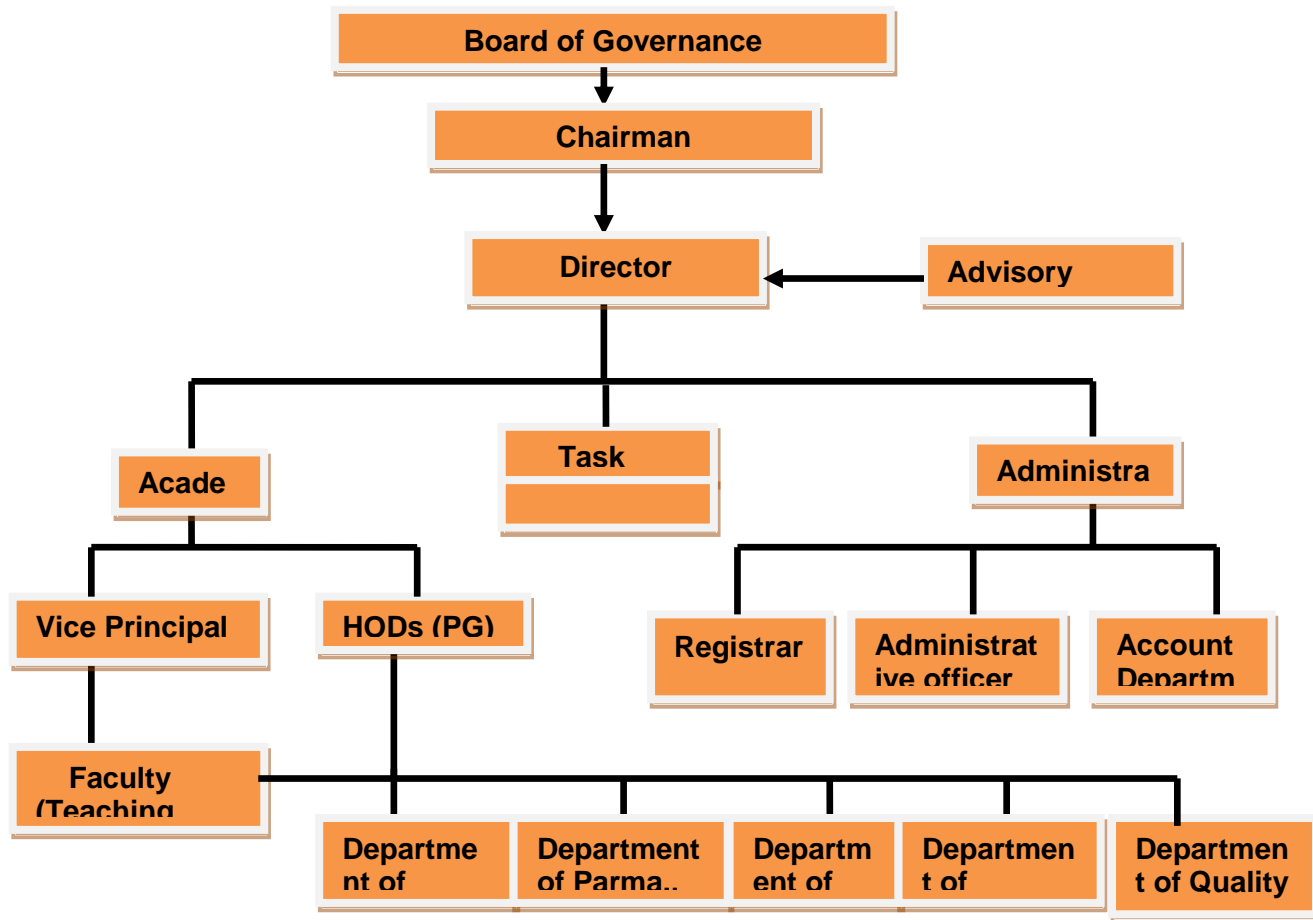 Board of Governance
Chairman
Director
Advisory
Acade
Task
Administra
Vice Principal
HODs (PG)
Registrar
Administrat
ive officer
Account
Departm
Faculty
(Teaching
Departme
nt of
Department
of Parma..
Departm
ent of
Departmen
t of
Departmen
t of Quality